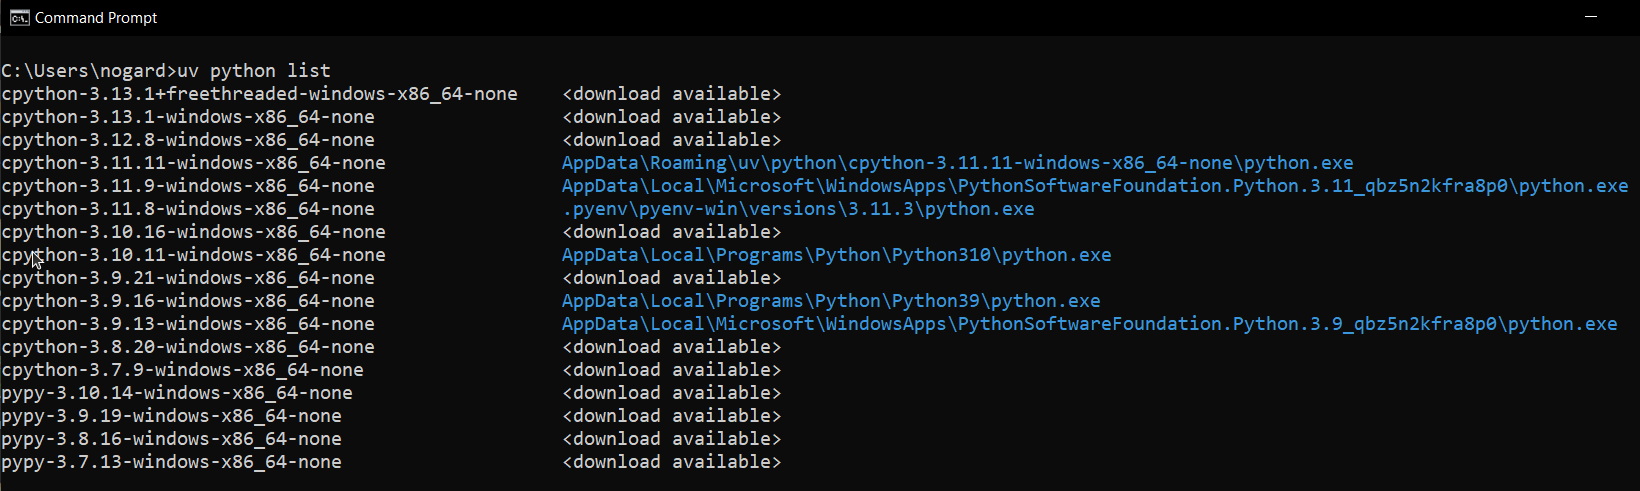 Command Prompt
C:\Users\nogard>uv python list
cpython-3.13.1+freethreaded-windows-x86_64-none    <download available>
cpython-3.13.1-windows-x86_64-none                 <download available>
cpython-3.12.8-windows-x86_64-none                 <download available>
cpython-3.11.11-windows-x86_64-none                AppData\Roaming\uv\python\cpython-3.11.11-windows-x86_64-none\python.exe
cpython-3.11.9-windows-x86_64-none                 AppData\Local\Microsoft\WindowsApps\PythonSoftwareFoundation.Python.3.11_qbz5n2kfra8p0\python.exe
cpython-3.11.8-windows-x86_64-none                 .pyenv\pyenv-win\versions\3.11.3\python.exe
cpython-3.10.16-windows-x86_64-none                <download available>
cpython-3.10.11-windows-x86_64-none                AppData\Local\Programs\Python\Python310\python.exe
cpython-3.9.21-windows-x86_64-none                 <download available>
cpython-3.9.16-windows-x86_64-none                 AppData\Local\Programs\Python\Python39\python.exe
cpython-3.9.13-windows-x86_64-none                 AppData\Local\Microsoft\WindowsApps\PythonSoftwareFoundation.Python.3.9_qbz5n2kfra8p0\python.exe
cpython-3.8.20-windows-x86_64-none                 <download available>
cpython-3.7.9-windows-x86_64-none                  <download available>
pypy-3.10.14-windows-x86_64-none                   <download available>
pypy-3.9.19-windows-x86_64-none                    <download available>
pypy-3.8.16-windows-x86_64-none                    <download available>
pypy-3.7.13-windows-x86_64-none                    <download available>